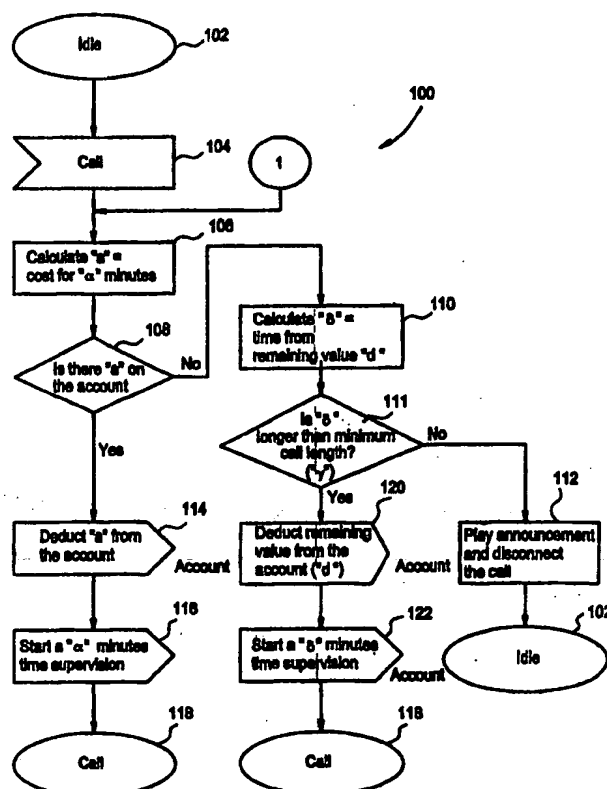 Idle
102
100
Call
104
1
106
Calculate "a" =
cost for "α" minutes
110
Calculate "δ" =
time from
remaining value "d"
108
Is there "a" on
the account
No
111
Is "δ"
longer than minimum
call length?
("γ")
No
Yes
Yes
114
Deduct "a" from
the account
Account
120
Deduct remaining
value from the
account ("d")
Account
112
Play announcement
and disconnect
the call
116
Start a "α" minutes
time supervision
122
Start a "δ" minutes
time supervision
Account
102
Idle
118
Call
118
Call